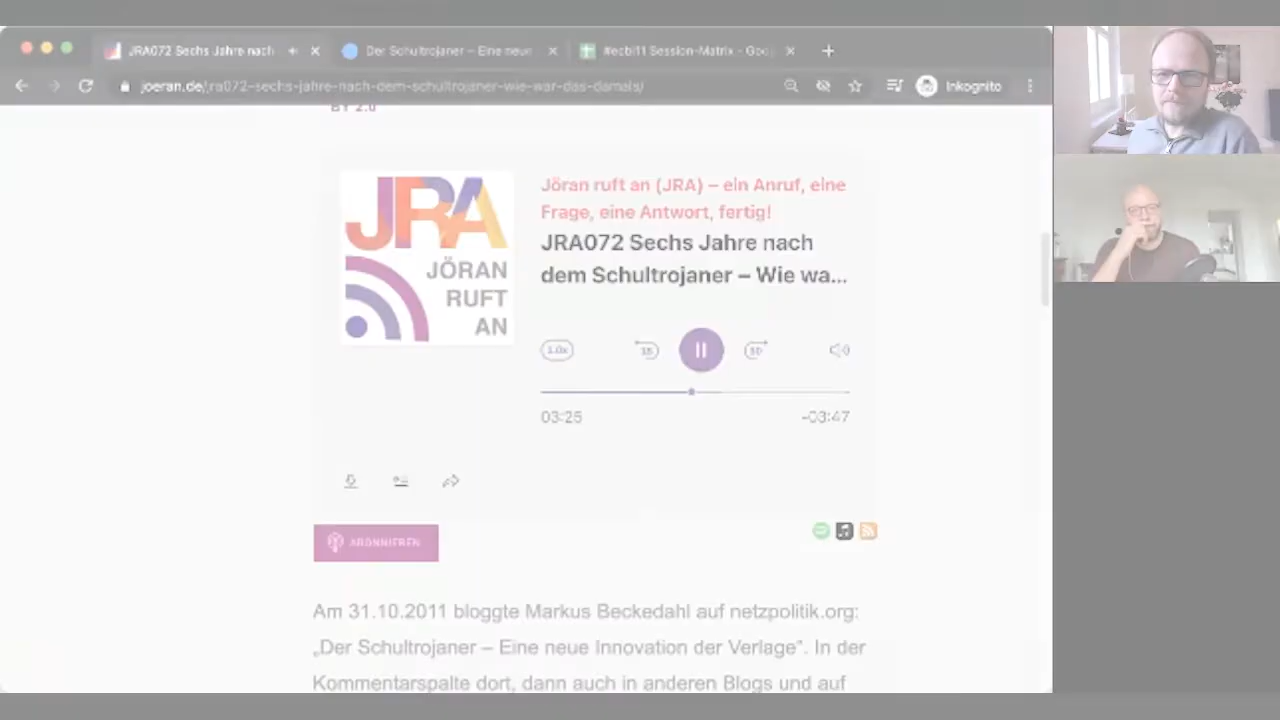 JRA072 Sechs Jahre nach
Der Schultrojaner – Eine neue
#ecbi11 Session-Matrix - Goo
joeran.de/jra072-sechs-jahre-nach-dem-schultrojaner-wie-war-das-damals/
Inkognito
BY 2.0
JRA
JÖRAN
RUFT
AN
Jöran ruft an (JRA) – ein Anruf, eine
Frage, eine Antwort, fertig!
JRA072 Sechs Jahre nach
dem Schultrojaner – Wie wa...
1.0x
15
30
03:25
-03:47
ABONNIEREN
Am 31.10.2011 bloggte Markus Beckedahl auf netzpolitik.org:
„Der Schultrojaner – Eine neue Innovation der Verlage“. In der
Kommentarspalte dort, dann auch in anderen Blogs und auf